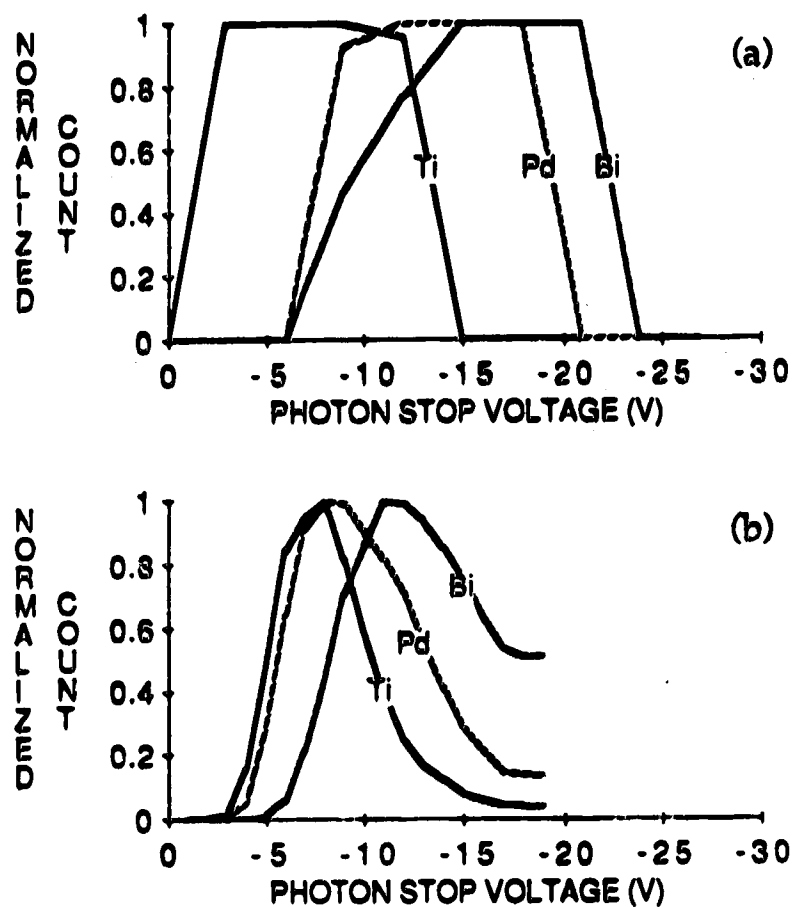 (a)
NORMALIZED
COUNT
1
0.8
0.6
0.4
0.2
0
Ti
Pd
Bi
0 -5 -10 -15 -20 -25 -30
PHOTON STOP VOLTAGE (V)
(b)
NORMALIZED
COUNT
1
0.8
0.6
0.4
0.2
0
Bi
Pd
Ti
0 -5 -10 -15 -20 -25 -30
PHOTON STOP VOLTAGE (V)